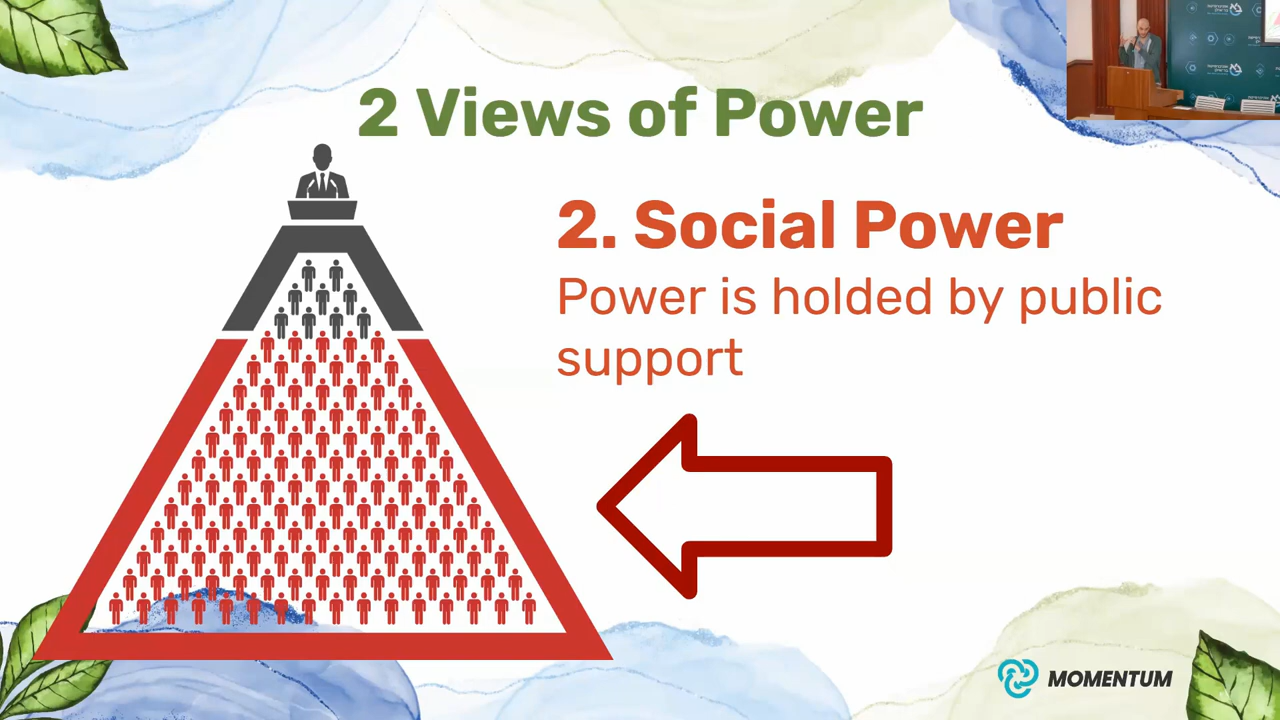 2 Views of Power
2. Social Power
Power is holded by public
support
MOMENTUM